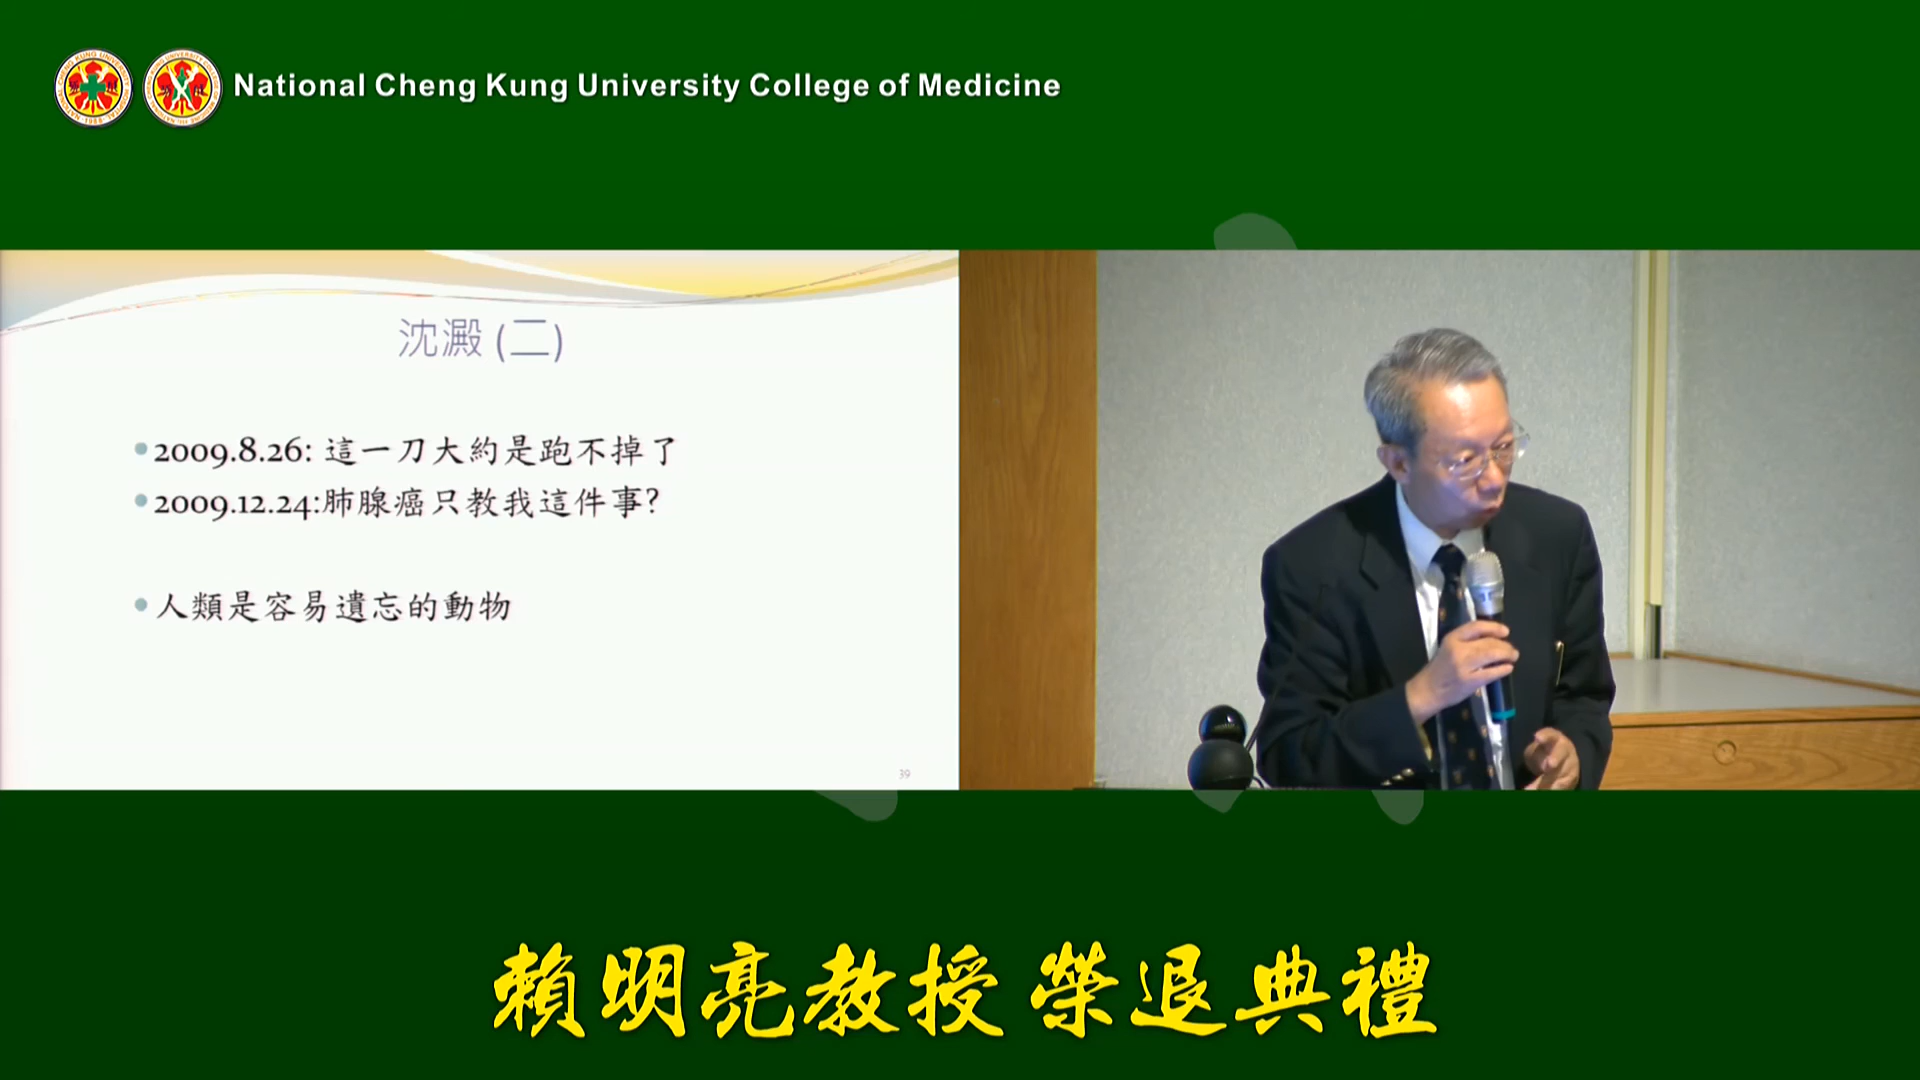 National Cheng Kung University College of Medicine
沈澱 (二)
2009.8.26: 這一刀大約是跑不掉了
2009.12.24:肺腺癌只教我這件事?
人類是容易遺忘的動物
39
賴明亮教授 榮退典禮